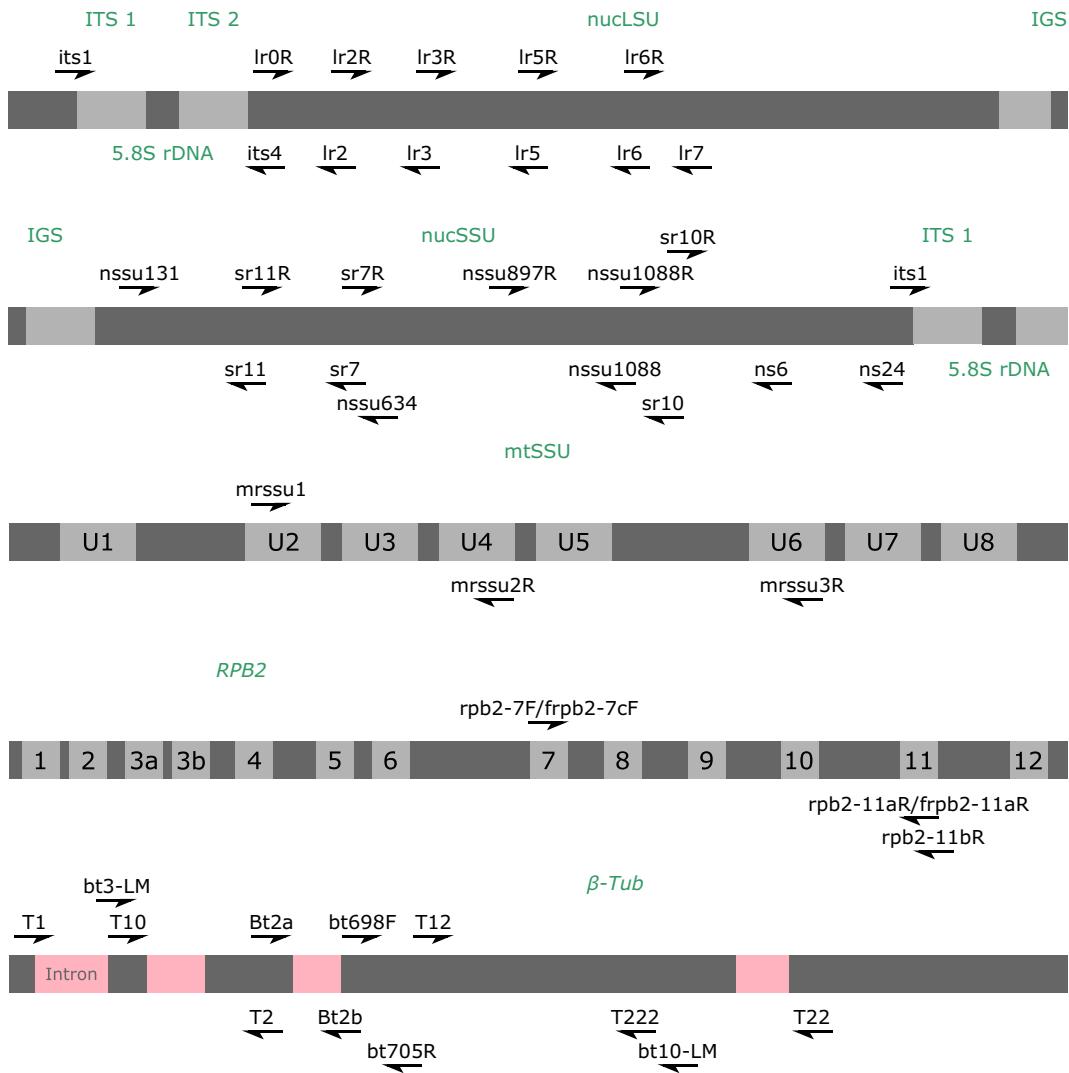 ITS 1 ITS 2 nucLSU IGS
its1 lr0R lr2R lr3R lr5R lr6R
5.8S rDNA its4 lr2 lr3 lr5 lr6 lr7
IGS nucSSU ITS 1
sr10R
nssu131 sr11R sr7R nssu897R nssu1088R its1
sr11 sr7 nssu1088 ns6 ns24 5.8S rDNA
nssu634 sr10
mtSSU
mrssu1
U1 U2 U3 U4 U5 U6 U7 U8
mrssu2R mrssu3R
RPB2
rpb2-7F/frpb2-7cF
1 2 3a 3b 4 5 6 7 8 9 10 11 12
rpb2-11aR/frpb2-11aR
rpb2-11bR
bt3-LM β-Tub
T1 T10 Bt2a bt698F T12
Intron
T2 Bt2b T222 T22
bt705R bt10-LM